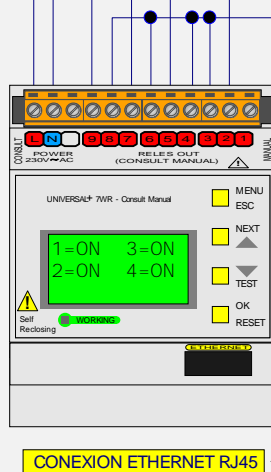 L N 9 8 7 6 5 4 3 2 1
CONSULT
MANUAL
POWER
230V~AC
RELES OUT
(CONSULT MANUAL)
UNIVERSAL+ 7WR - Consult Manual
MENU
ESC
NEXT
TEST
OK
RESET
1=ON 3=ON
2=ON 4=ON
Self
Reclosing
WORKING
ETHERNET
CONEXION ETHERNET RJ45